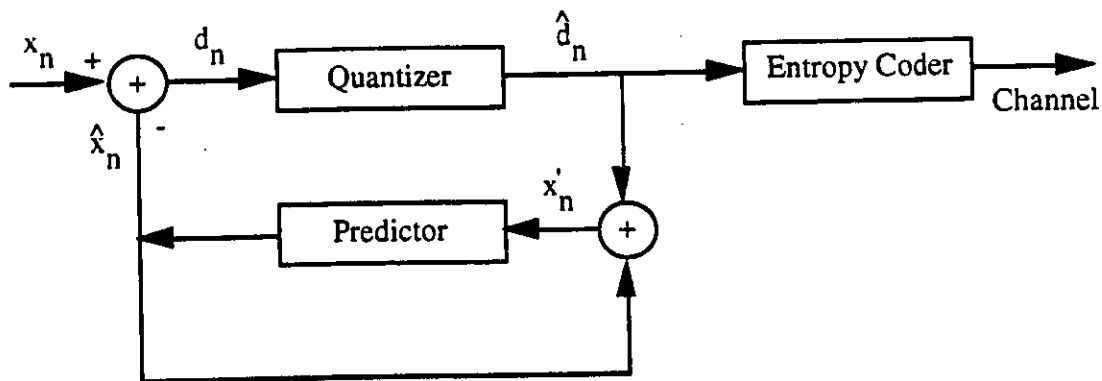 x_n
+
+
d_n
Quantizer
d̂_n
Entropy Coder
Channel
-
x̂_n
Predictor
x'_n
+